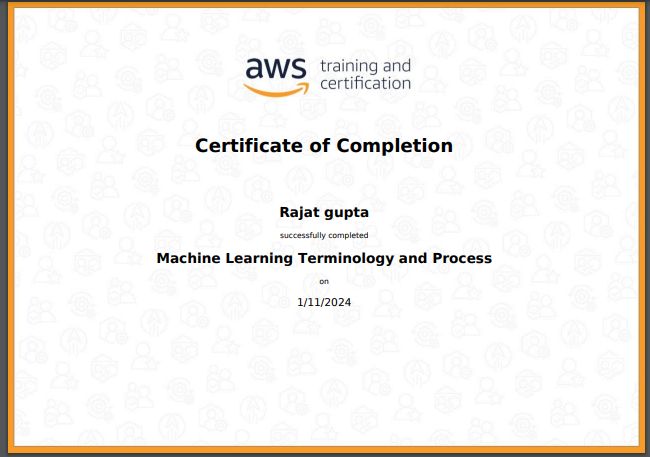 aws training and
certification
Certificate of Completion
Rajat gupta
successfully completed
Machine Learning Terminology and Process
on
1/11/2024